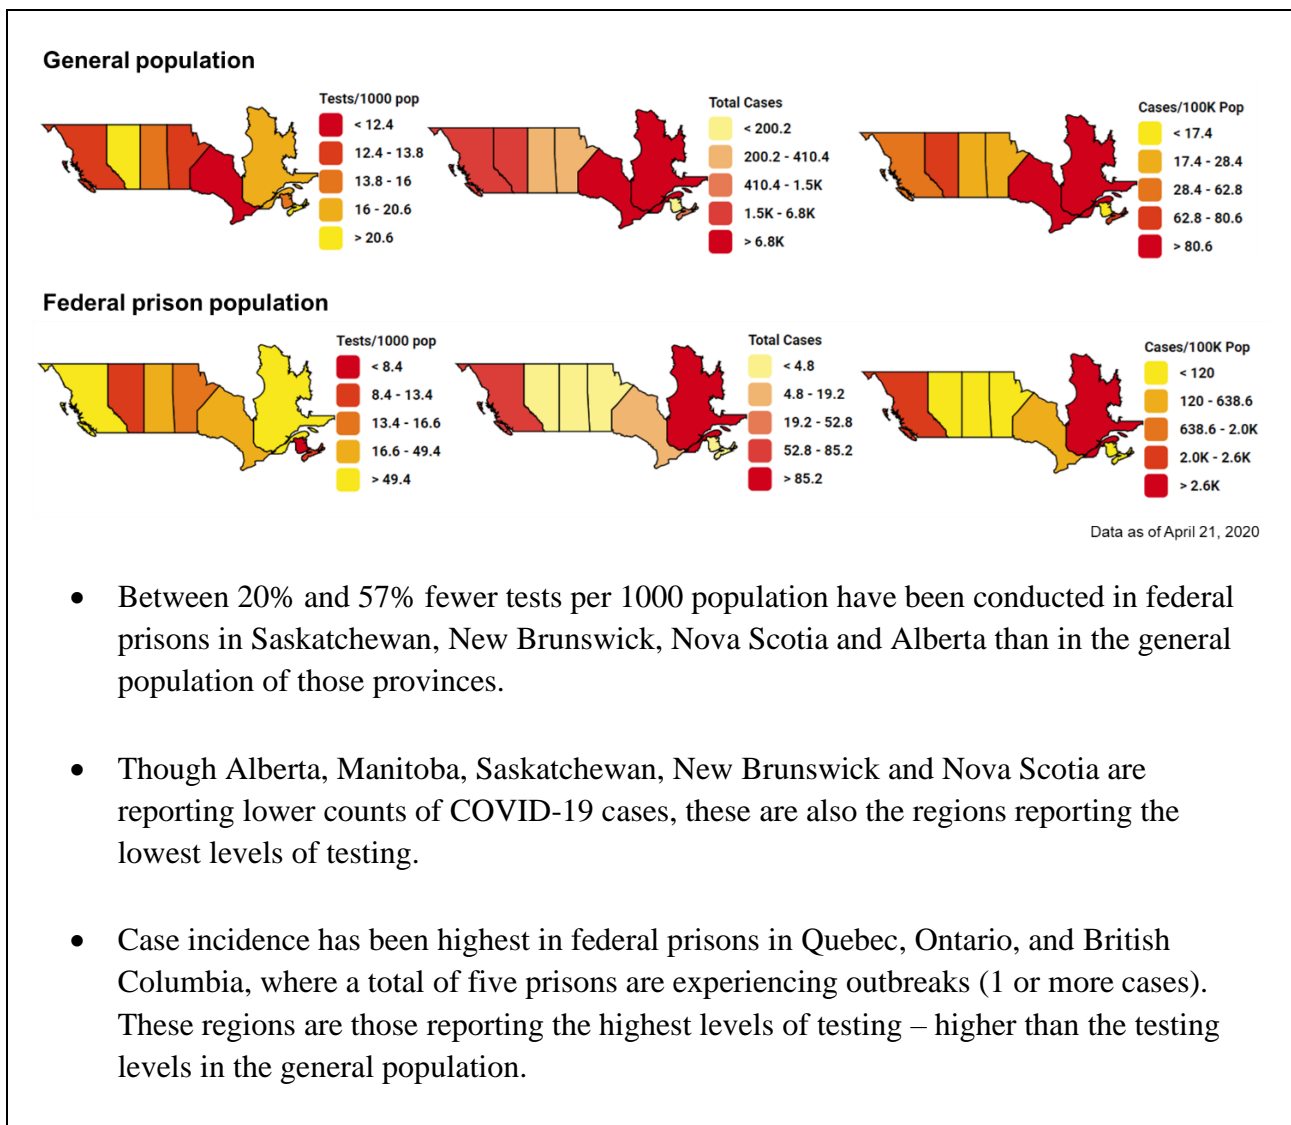 General population
Tests/1000 pop
< 12.4
12.4 - 13.8
13.8 - 16
16 - 20.6
> 20.6
Total Cases
< 200.2
200.2 - 410.4
410.4 - 1.5K
1.5K - 6.8K
> 6.8K
Cases/100K Pop
< 17.4
17.4 - 28.4
28.4 - 62.8
62.8 - 80.6
> 80.6
Federal prison population
Tests/1000 pop
< 8.4
8.4 - 13.4
13.4 - 16.6
16.6 - 49.4
> 49.4
Total Cases
< 4.8
4.8 - 19.2
19.2 - 52.8
52.8 - 85.2
> 85.2
Cases/100K Pop
< 120
120 - 638.6
638.6 - 2.0K
2.0K - 2.6K
> 2.6K
Data as of April 21, 2020
• Between 20% and 57% fewer tests per 1000 population have been conducted in federal
prisons in Saskatchewan, New Brunswick, Nova Scotia and Alberta than in the general
population of those provinces.
• Though Alberta, Manitoba, Saskatchewan, New Brunswick and Nova Scotia are
reporting lower counts of COVID-19 cases, these are also the regions reporting the
lowest levels of testing.
• Case incidence has been highest in federal prisons in Quebec, Ontario, and British
Columbia, where a total of five prisons are experiencing outbreaks (1 or more cases).
These regions are those reporting the highest levels of testing – higher than the testing
levels in the general population.